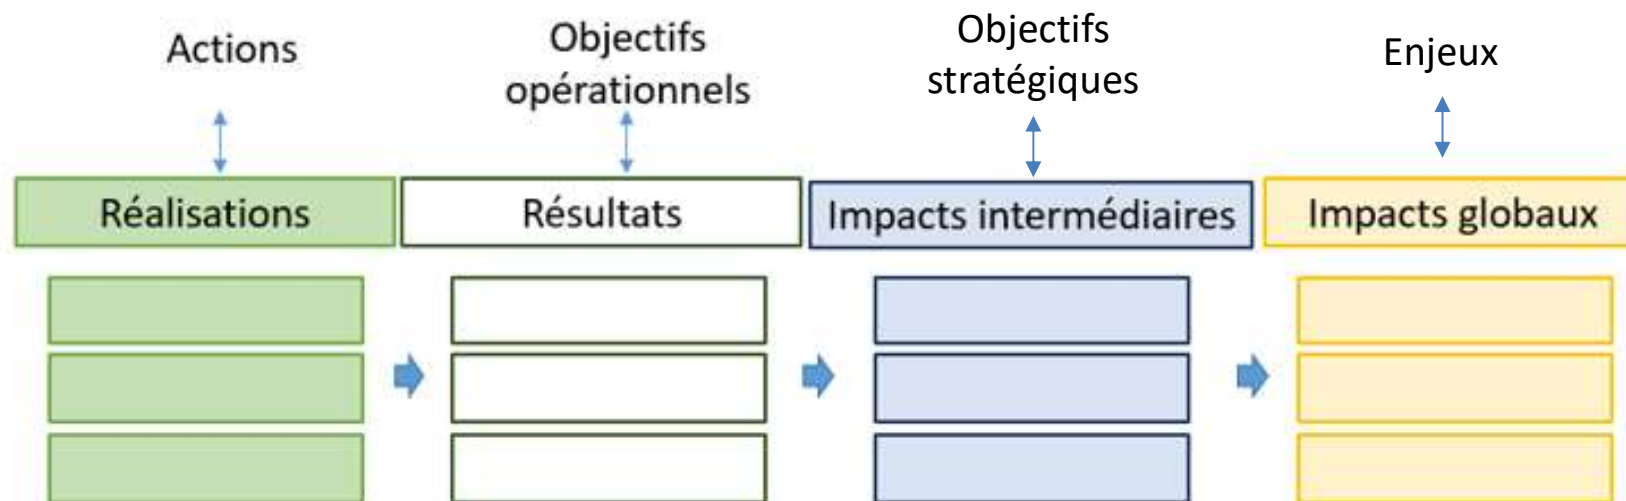 Actions
Objectifs
opérationnels
Objectifs
stratégiques
Enjeux
Réalisations
Résultats
Impacts intermédiaires
Impacts globaux